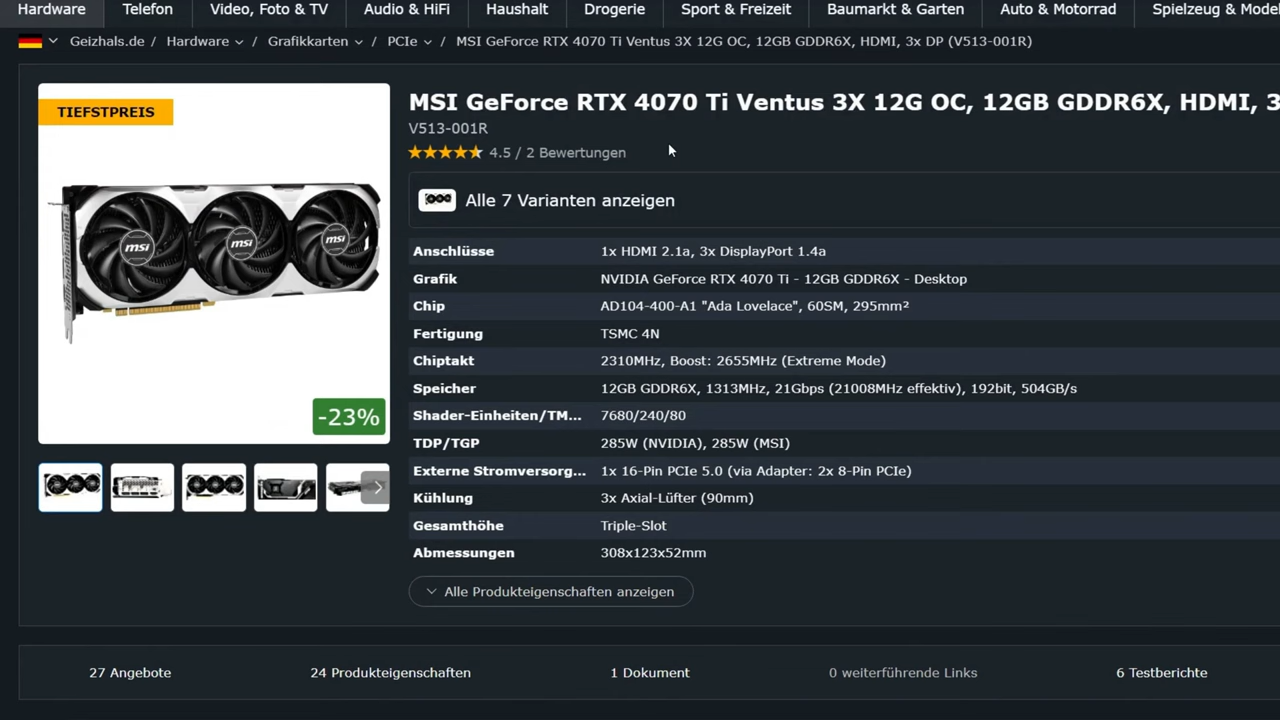 Hardware Telefon Video, Foto & TV Audio & HiFi Haushalt Drogerie Sport & Freizeit Baumarkt & Garten Auto & Motorrad Spielzeug & Model
Geizhals.de / Hardware / Grafikkarten / PCIe / MSI GeForce RTX 4070 Ti Ventus 3X 12G OC, 12GB GDDR6X, HDMI, 3x DP (V513-001R)
TIEFSTPREIS
msi msi msi
-23%
MSI GeForce RTX 4070 Ti Ventus 3X 12G OC, 12GB GDDR6X, HDMI, 3
V513-001R
4.5 / 2 Bewertungen
Alle 7 Varianten anzeigen
Anschlüsse 1x HDMI 2.1a, 3x DisplayPort 1.4a
Grafik NVIDIA GeForce RTX 4070 Ti - 12GB GDDR6X - Desktop
Chip AD104-400-A1 "Ada Lovelace", 60SM, 295mm²
Fertigung TSMC 4N
Chiptakt 2310MHz, Boost: 2655MHz (Extreme Mode)
Speicher 12GB GDDR6X, 1313MHz, 21Gbps (21008MHz effektiv), 192bit, 504GB/s
Shader-Einheiten/TM... 7680/240/80
TDP/TGP 285W (NVIDIA), 285W (MSI)
Externe Stromversorg... 1x 16-Pin PCIe 5.0 (via Adapter: 2x 8-Pin PCIe)
Kühlung 3x Axial-Lüfter (90mm)
Gesamthöhe Triple-Slot
Abmessungen 308x123x52mm
Alle Produkteigenschaften anzeigen
27 Angebote 24 Produkteigenschaften 1 Dokument 0 weiterführende Links 6 Testberichte